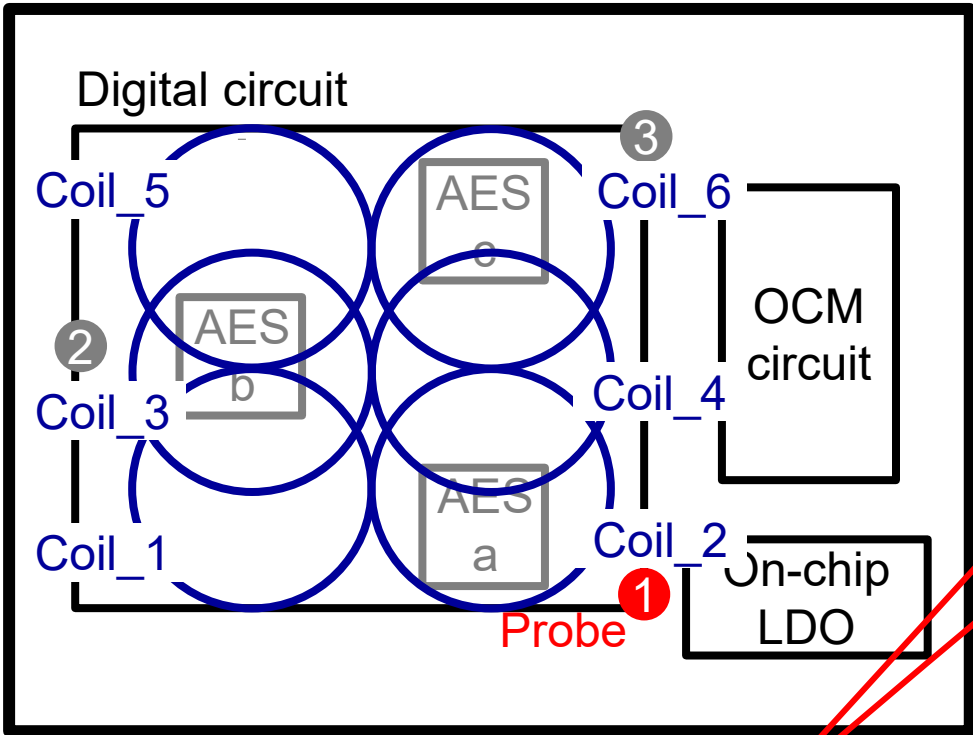 Digital circuit
3
Coil_5
AES
c
Coil_6
OCM
circuit
2
AES
b
Coil_3
Coil_4
AES
a
Coil_1
Coil_2
On-chip
LDO
1
Probe